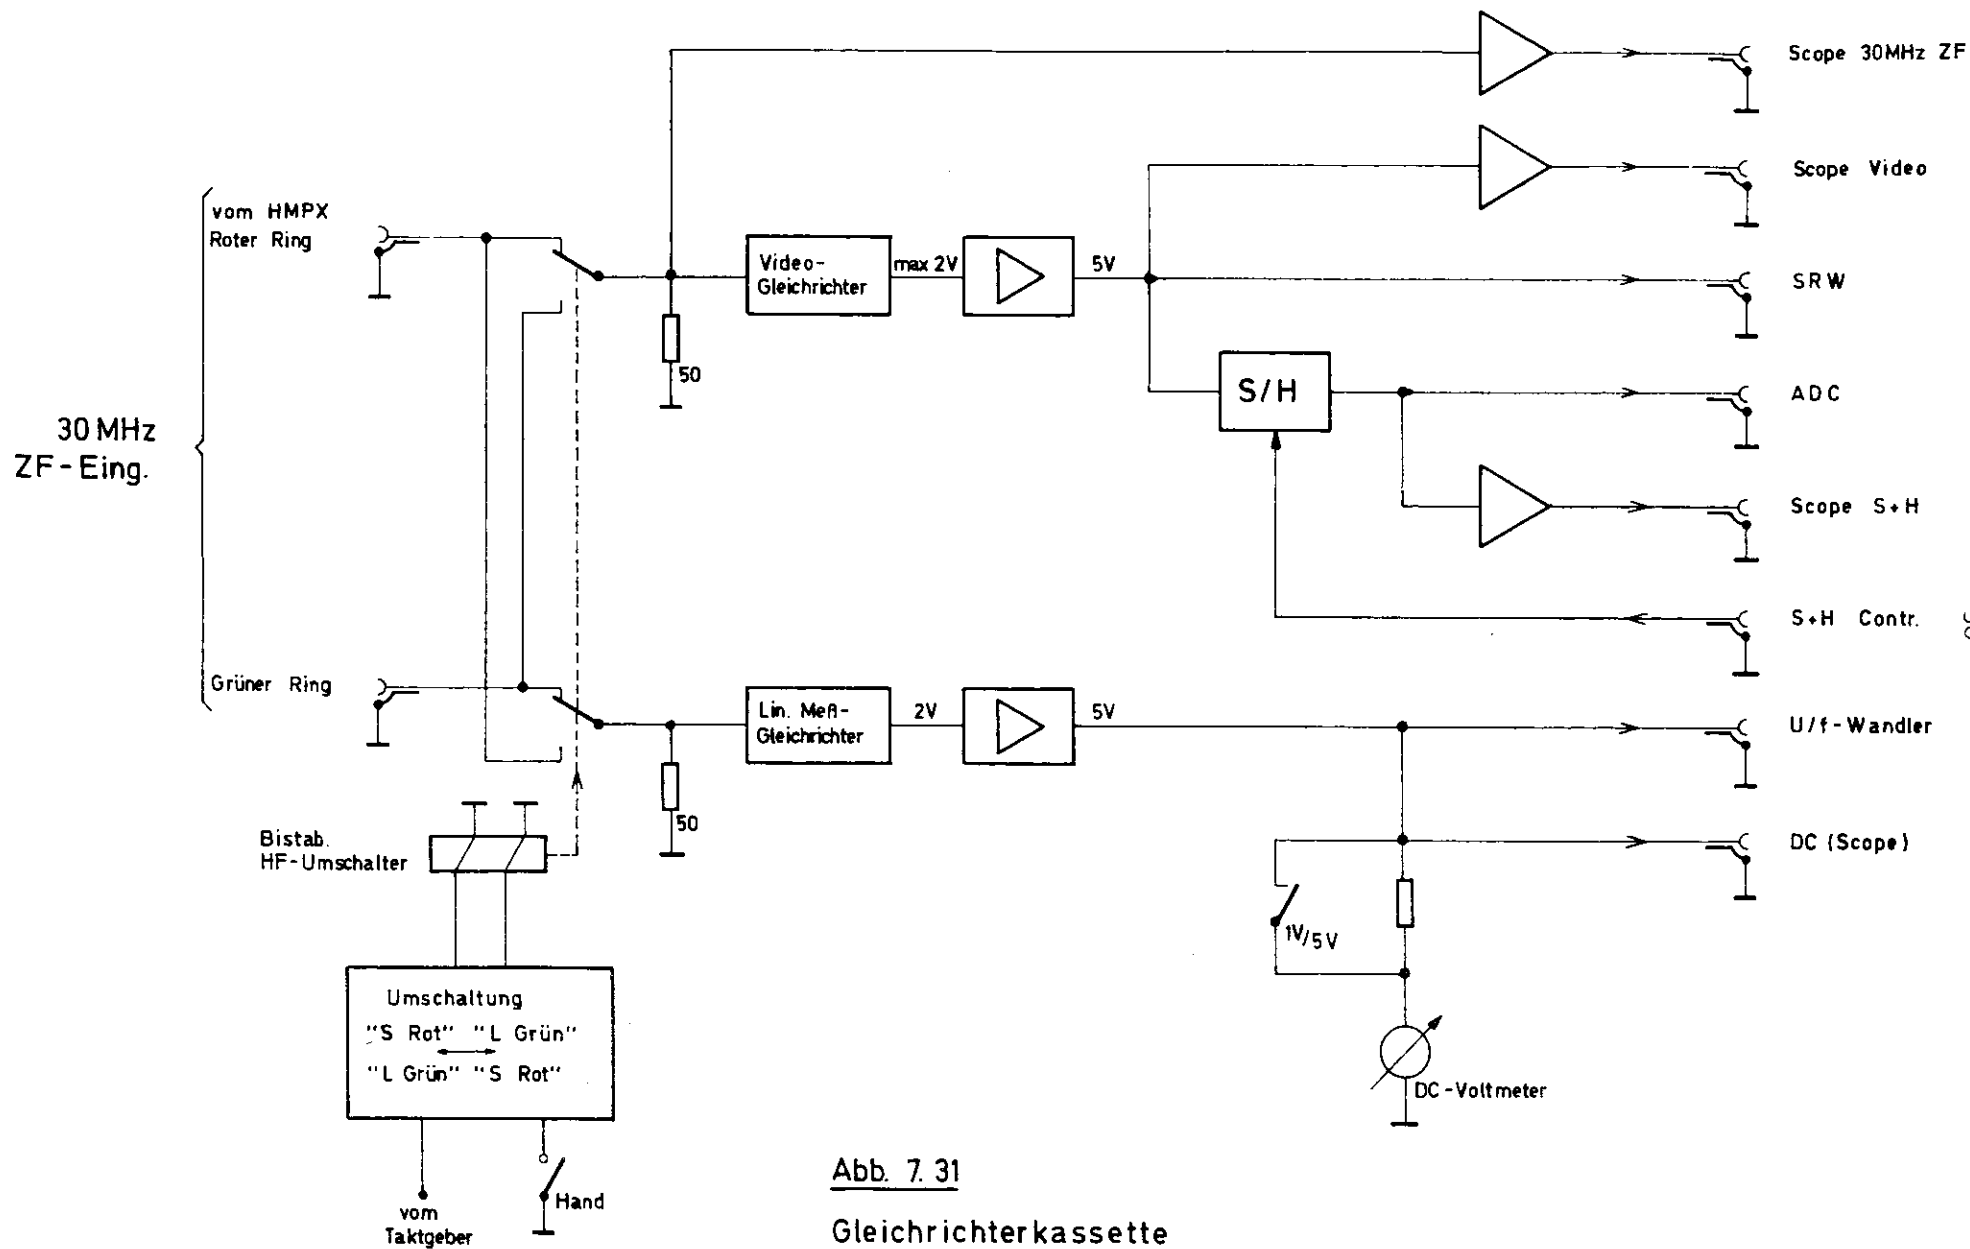 Scope 30MHz ZF
Scope Video
vom HMPX
Roter Ring
Video-
Gleichrichter
max 2V
5V
SRW
50
S/H
ADC
30 MHz
ZF-Eing.
Scope S+H
S+H Contr.
Grüner Ring
Lin. Meß-
Gleichrichter
2V
5V
U/f-Wandler
50
Bistab.
HF-Umschalter
DC (Scope)
1V/5V
Umschaltung
"S Rot" "L Grün"
"L Grün" "S Rot"
DC-Voltmeter
Hand
vom
Taktgeber
Abb. 7.31
Gleichrichterkassette